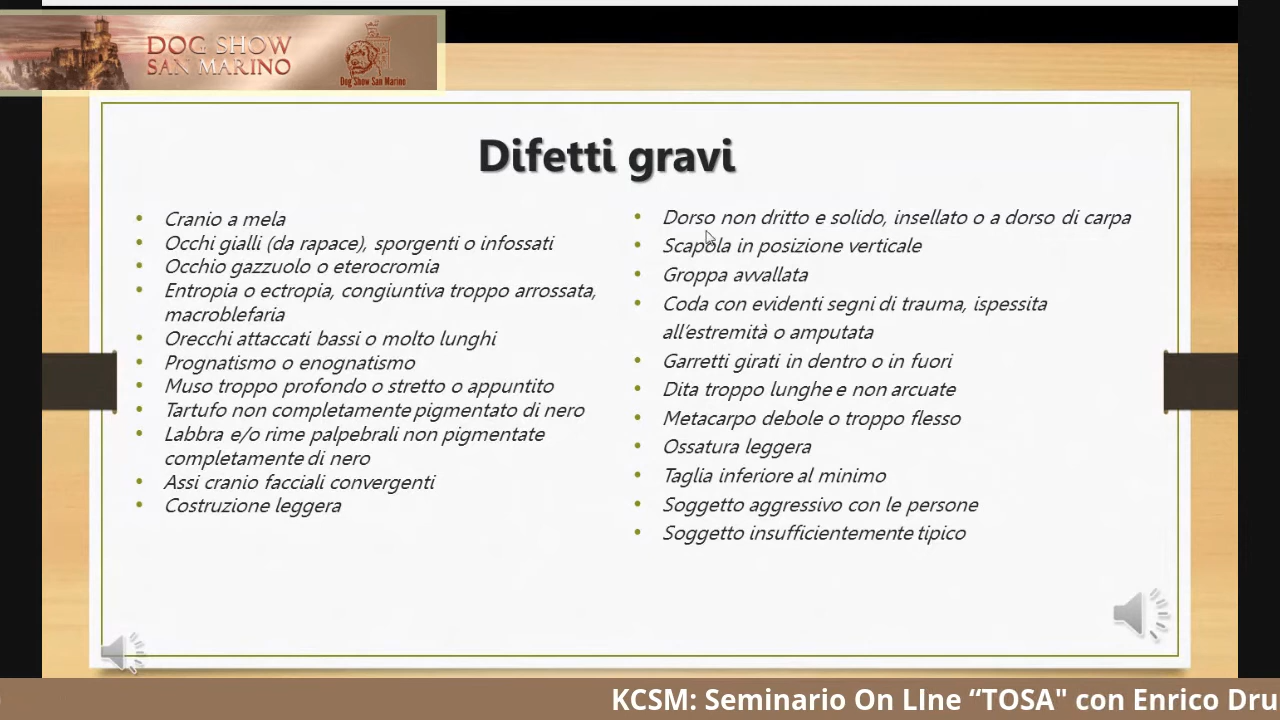 DOG SHOW
SAN MARINO
Dog Show San Marino
Difetti gravi
• Cranio a mela
• Occhi gialli (da rapace), sporgenti o infossati
• Occhio gazzuolo o eterocromia
• Entropia o ectropia, congiuntiva troppo arrossata,
macroblefaria
• Orecchi attaccati bassi o molto lunghi
• Prognatismo o enognatismo
• Muso troppo profondo o stretto o appuntito
• Tartufo non completamente pigmentato di nero
• Labbra e/o rime palpebrali non pigmentate
completamente di nero
• Assi cranio facciali convergenti
• Costruzione leggera
• Dorso non dritto e solido, insellato o a dorso di carpa
• Scapola in posizione verticale
• Groppa avvallata
• Coda con evidenti segni di trauma, ispessita
all'estremità o amputata
• Garretti girati in dentro o in fuori
• Dita troppo lunghe e non arcuate
• Metacarpo debole o troppo flesso
• Ossatura leggera
• Taglia inferiore al minimo
• Soggetto aggressivo con le persone
• Soggetto insufficientemente tipico
KCSM: Seminario On LIne “TOSA" con Enrico Dru